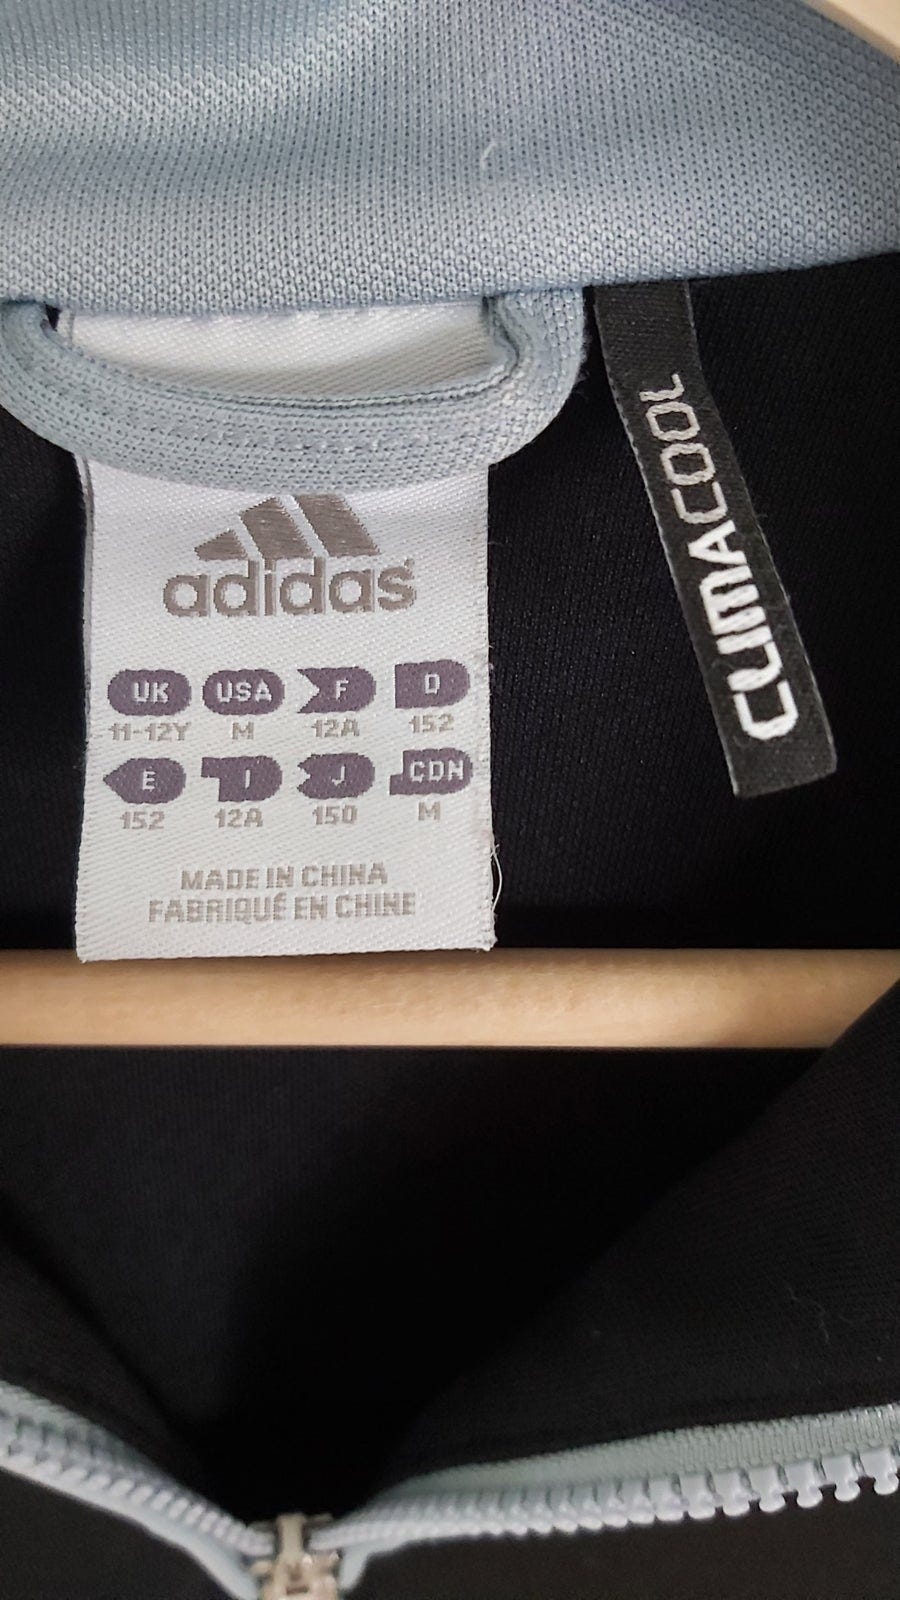 adidas
UK USA F D
11-12Y M 12A 152
E I J CDN
152 12A 150 M
MADE IN CHINA
FABRIQUÉ EN CHINE
CLIMACOOL